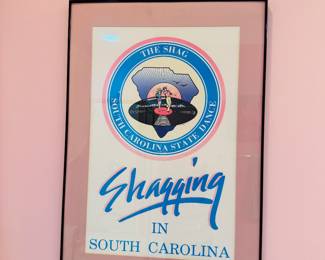 THE SHAG
SOUTH CAROLINA STATE DANCE
Shagging
IN
SOUTH CAROLINA